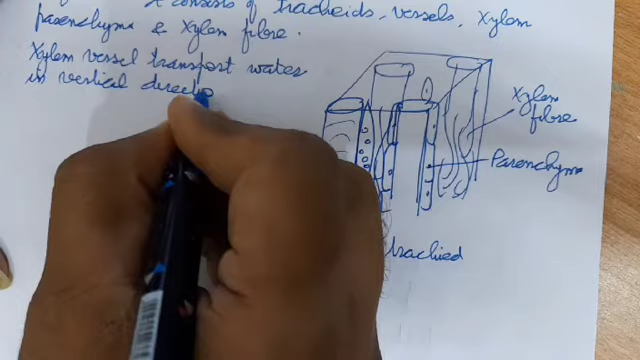 It consists of tracheids, vessels, Xylem
parenchyma & Xylem fibre.
Xylem vessel transport water
in vertical directio
Xylem
fibre
Parenchyma
trachied